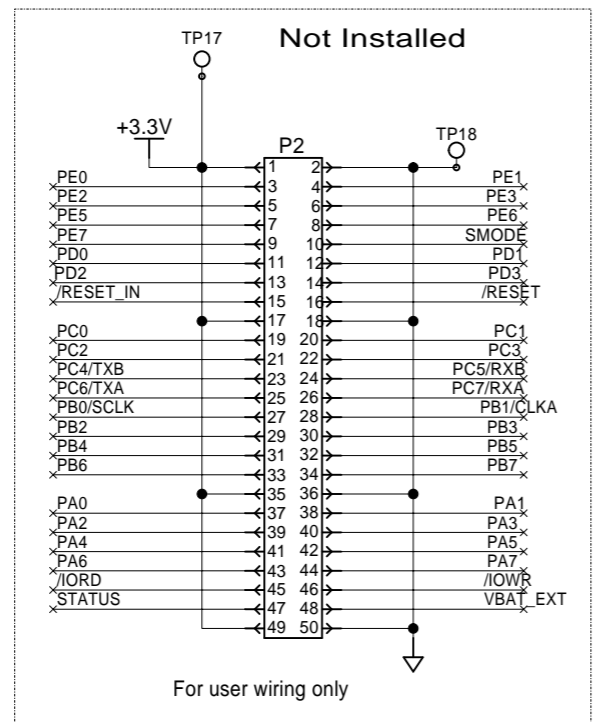 Not Installed
TP17
+3.3V
TP18
P2
1 2
PE0 3 4 PE1
PE2 5 6 PE3
PE5 7 8 PE6
PE7 9 10 SMODE
PD0 11 12 PD1
PD2 13 14 PD3
/RESET_IN 15 16 /RESET
17 18
PC0 19 20 PC1
PC2 21 22 PC3
PC4/TXB 23 24 PC5/RXB
PC6/TXA 25 26 PC7/RXA
PB0/SCLK 27 28 PB1/CLKA
PB2 29 30 PB3
PB4 31 32 PB5
PB6 33 34 PB7
35 36
PA0 37 38 PA1
PA2 39 40 PA3
PA4 41 42 PA5
PA6 43 44 PA7
/IORD 45 46 /IOWR
STATUS 47 48 VBAT_EXT
49 50
For user wiring only